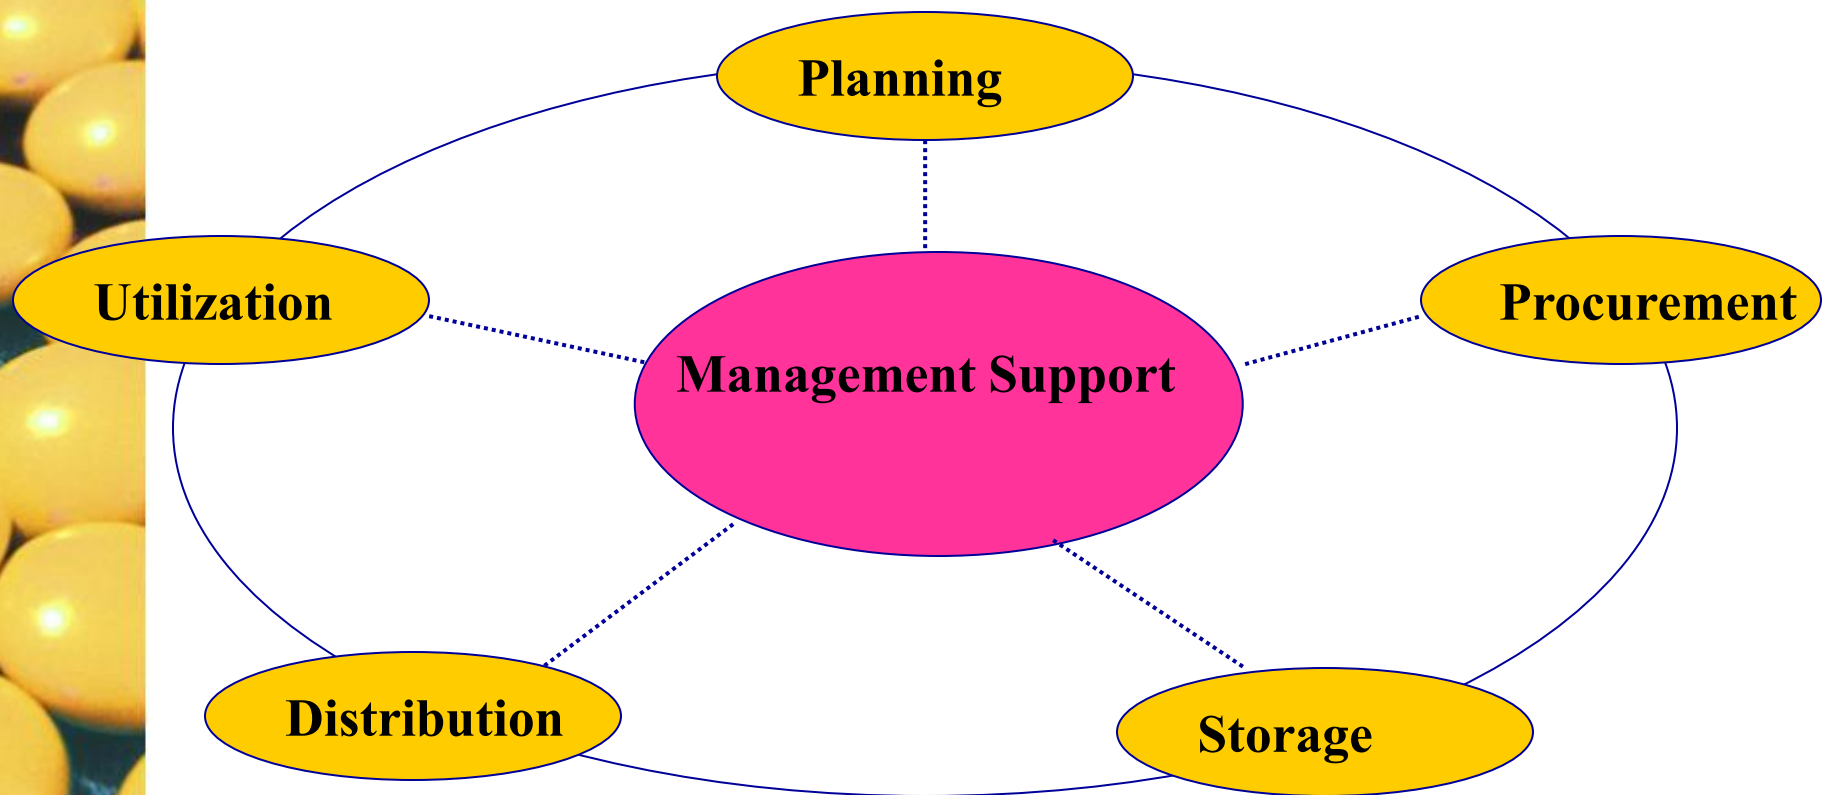 Planning
Utilization
Procurement
Management Support
Distribution
Storage